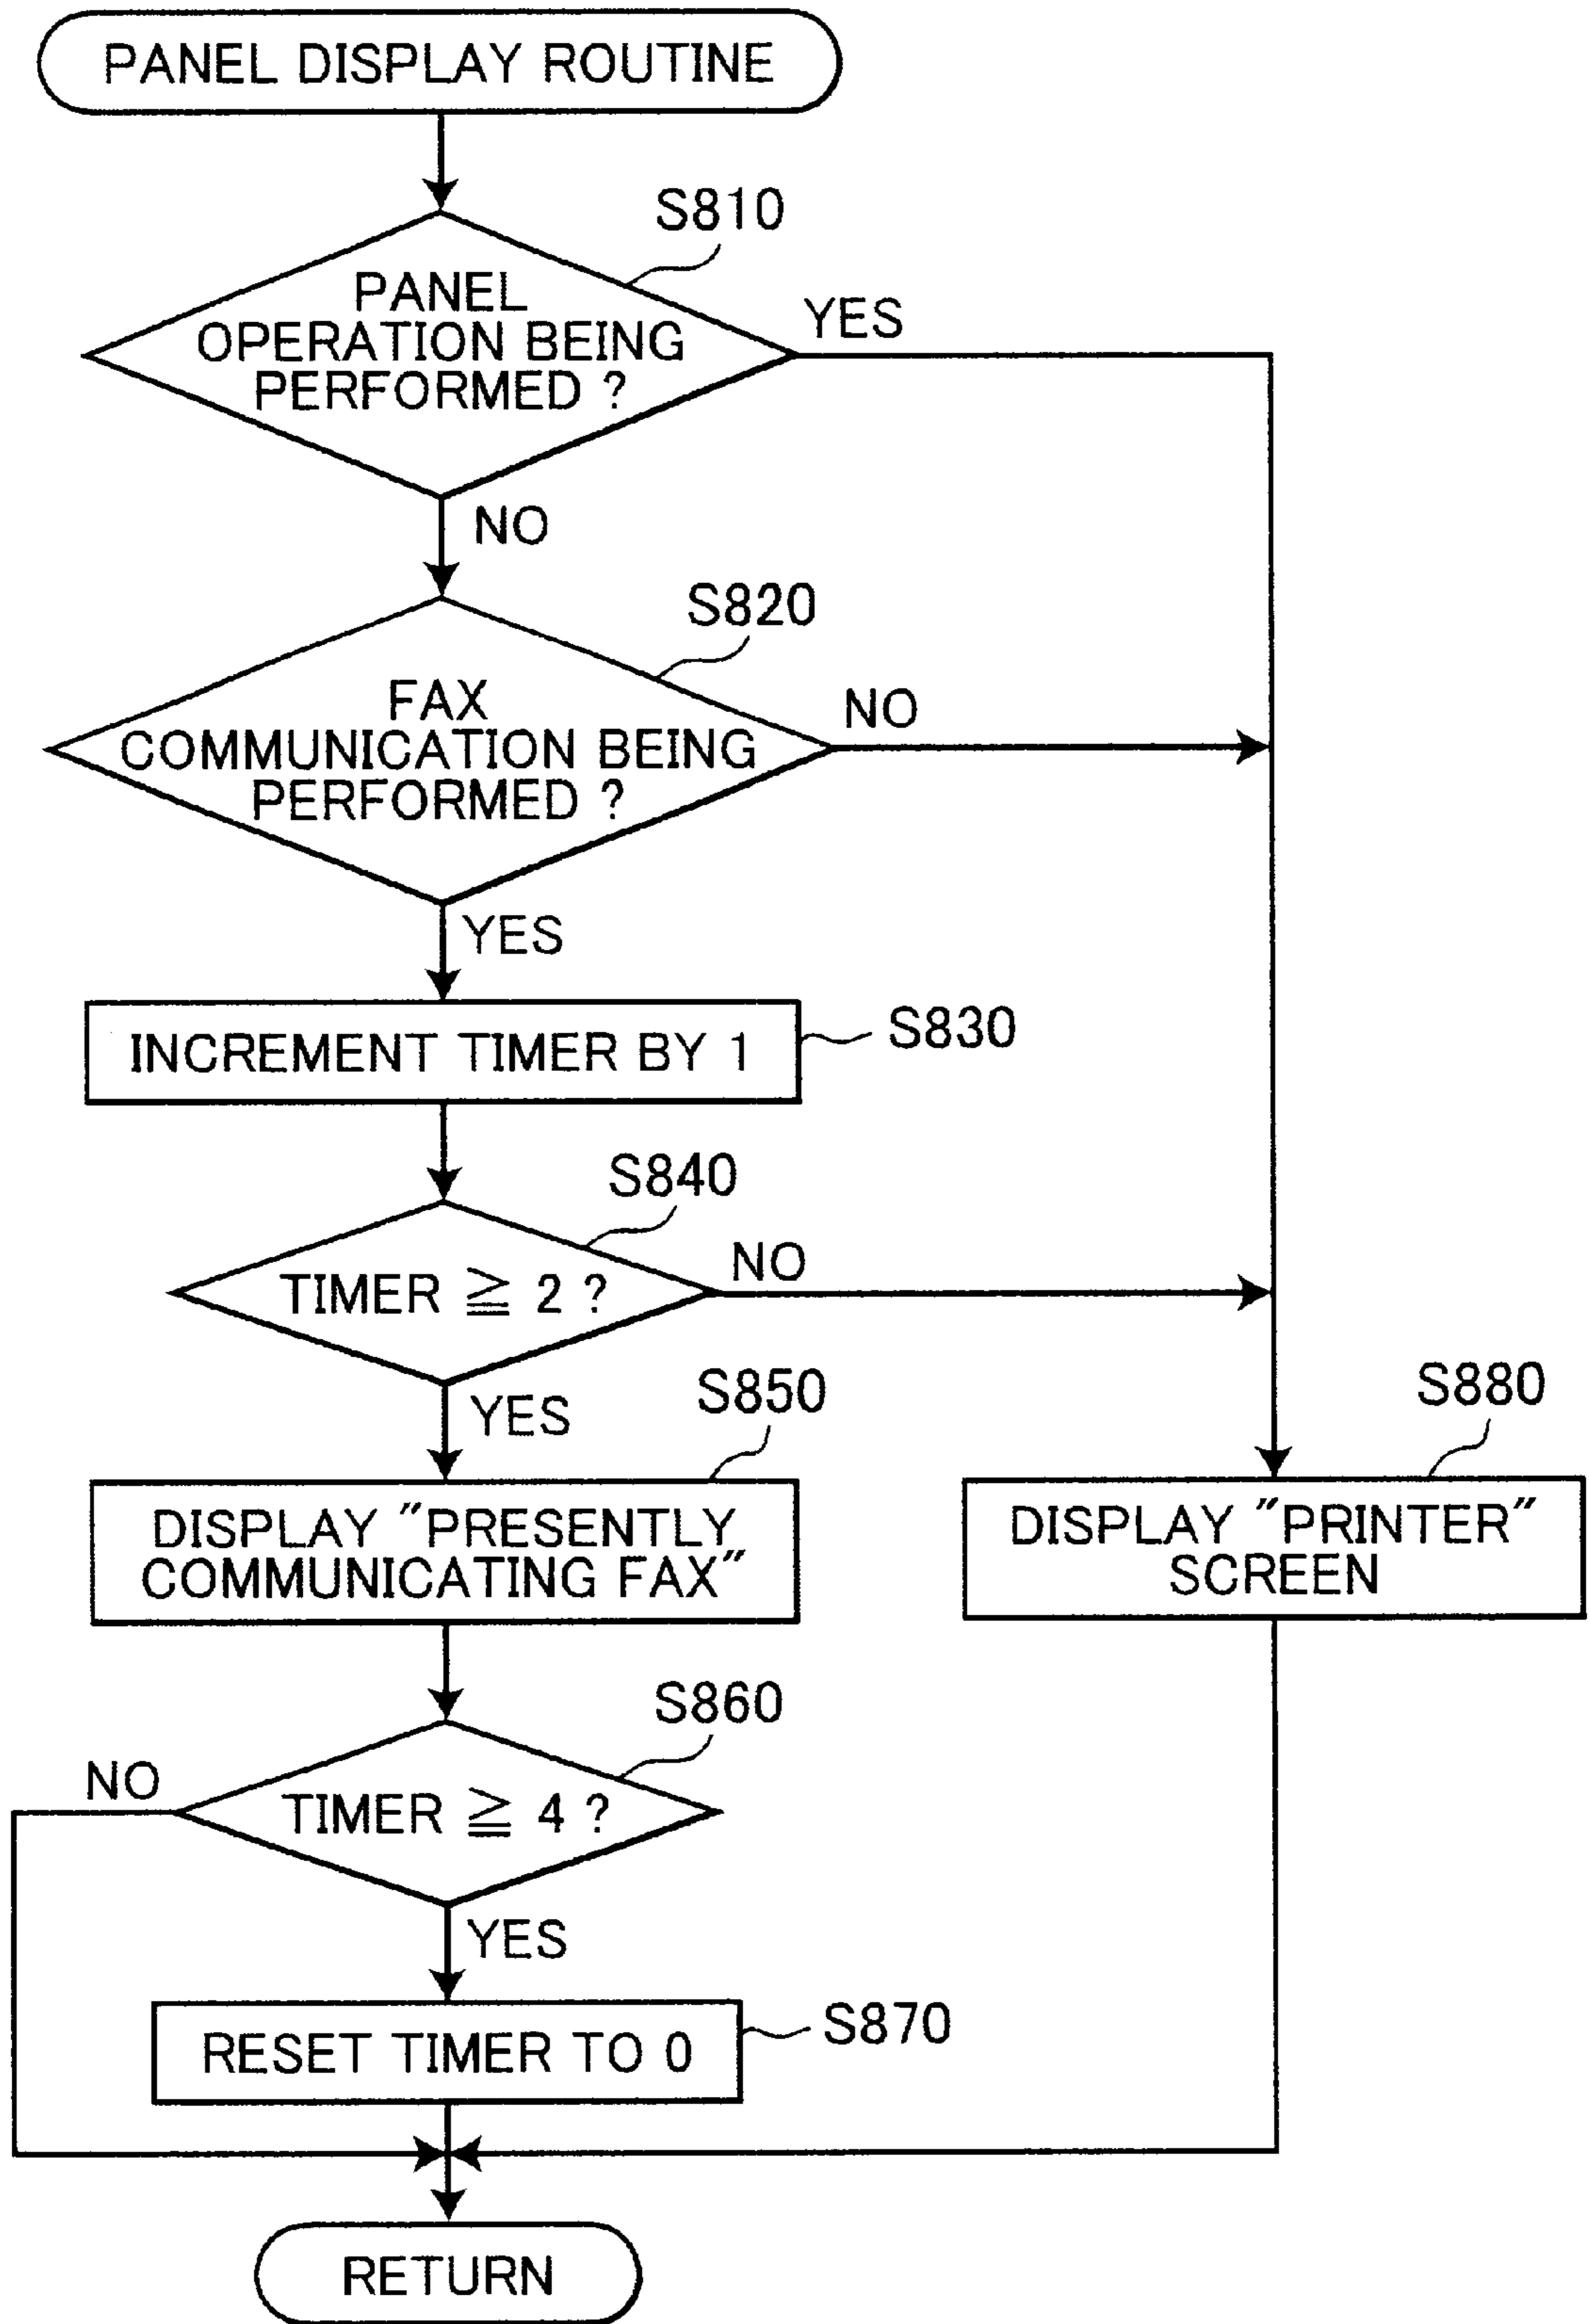 PANEL DISPLAY ROUTINE
S810
PANEL
OPERATION BEING
PERFORMED ?
YES
NO
S820
FAX
COMMUNICATION BEING
PERFORMED ?
NO
YES
INCREMENT TIMER BY 1
S830
S840
TIMER ≧ 2 ?
NO
YES
S850
DISPLAY "PRESENTLY
COMMUNICATING FAX"
S880
DISPLAY "PRINTER"
SCREEN
S860
NO
TIMER ≧ 4 ?
YES
RESET TIMER TO 0
S870
RETURN